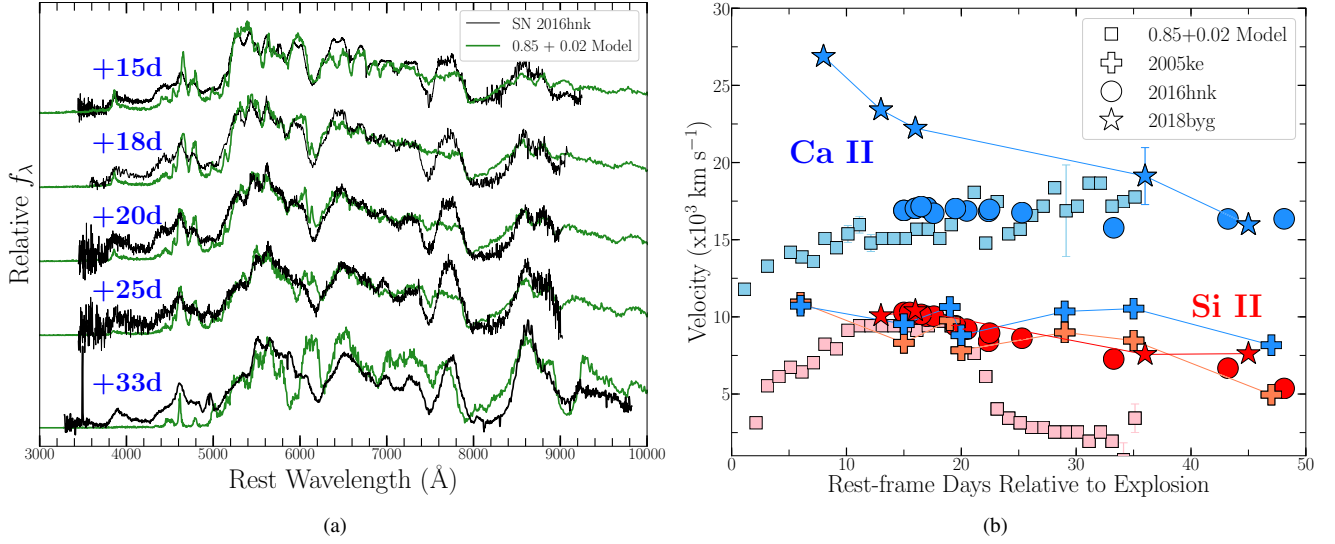 SN 2016hnk
0.85 + 0.02 Model
+15d
+18d
+20d
+25d
+33d
Relative fλ
3000 4000 5000 6000 7000 8000 9000 10000
Rest Wavelength (Å)
(a)
30
25
20
15
10
5
Velocity (x10³ km s⁻¹)
0.85+0.02 Model
2005ke
2016hnk
2018byg
Ca II
Si II
0 10 20 30 40 50
Rest-frame Days Relative to Explosion
(b)